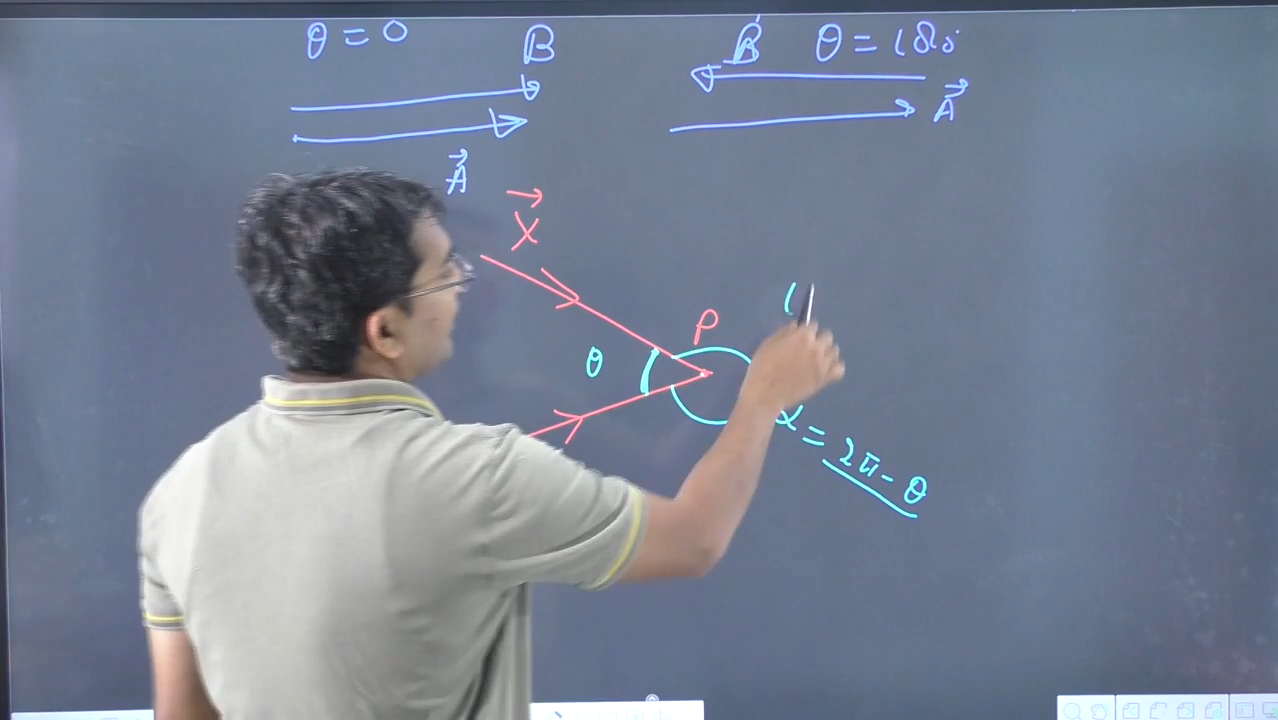 θ = 0
B
B⃗ θ = 180
A⃗
A⃗
X⃗
P
θ
α = 2π - θ